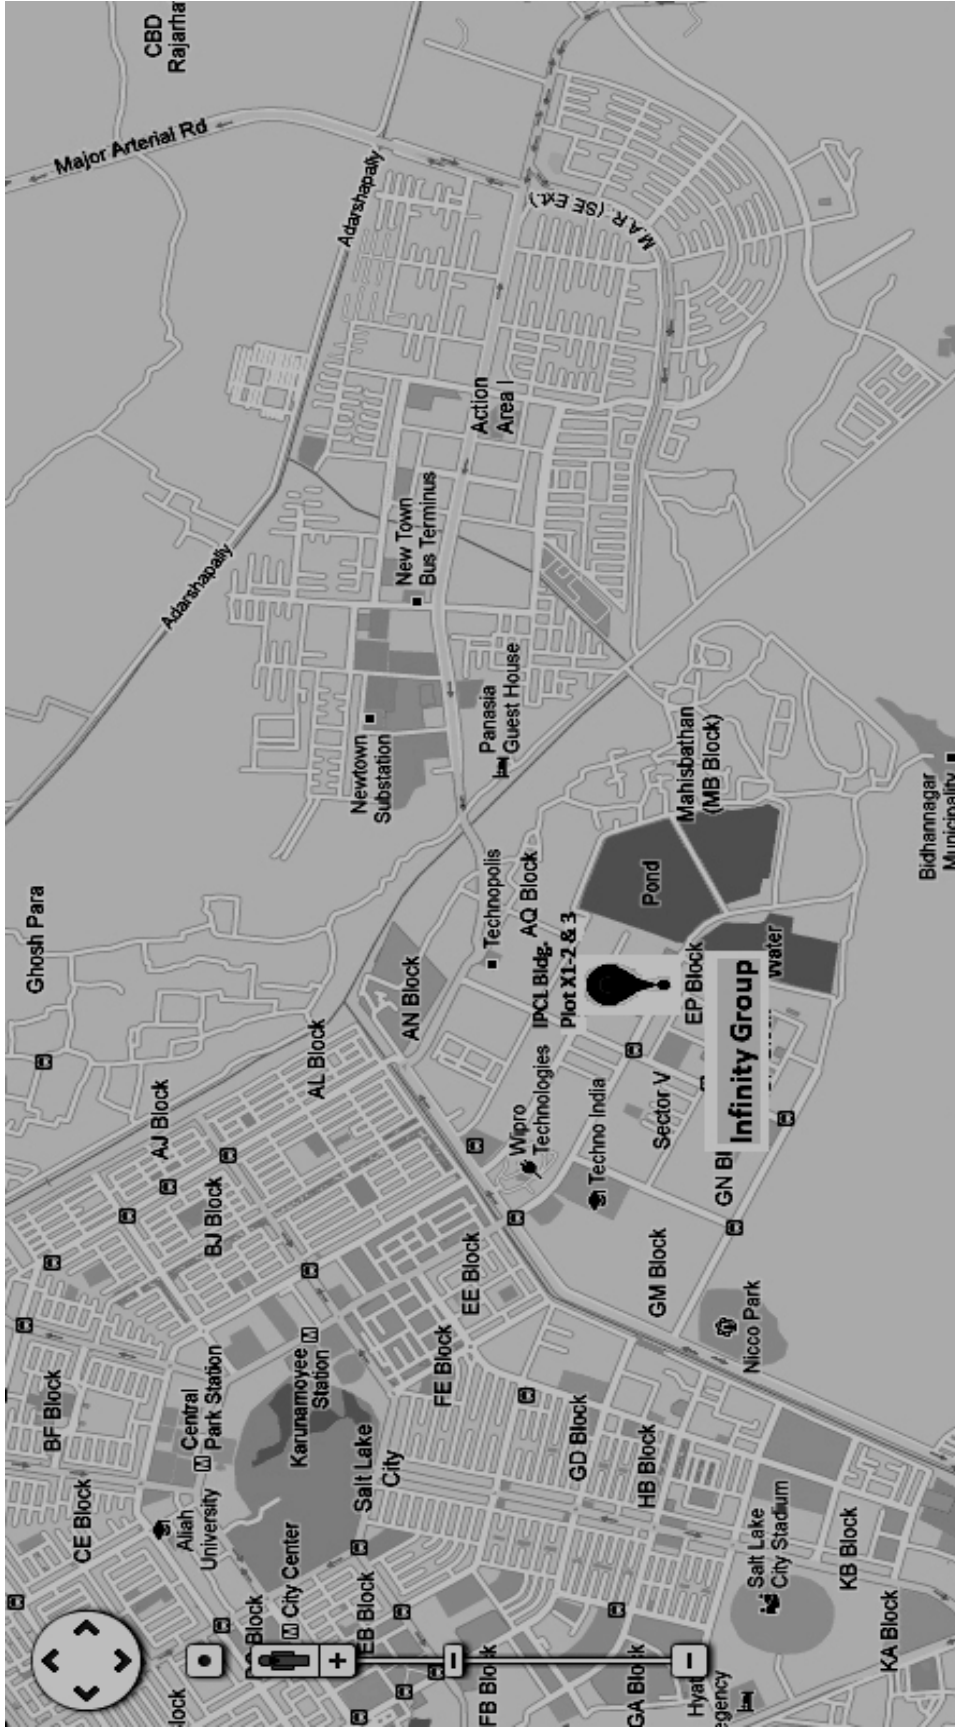 CE Block
BF Block
Ghosh Para
Aliah
University
Central
Park Station
AJ Block
BJ Block
Major Arterial Rd
CBD
Adarshapally
City Center
Karunamoyee
Station
AL Block
Adarshapally
EB Block
Salt Lake
City
AN Block
Newtown
Substation
New Town
Bus Terminus
FB Block
FE Block
EE Block
Technopolis
Panasia
Guest House
Action
Area I
M.A.R. (SE Ext.)
Wipro
Technologies
IPCL Bldg.
Plot X1-2 & 3
AQ Block
GD Block
Techno India
GA Block
HB Block
GM Block
Sector V
EP Block
Pond
Mahisbathan
(MB Block)
GN Bl
Infinity Group
Water
Nicco Park
Salt Lake
City Stadium
KB Block
KA Block
Bidhannagar